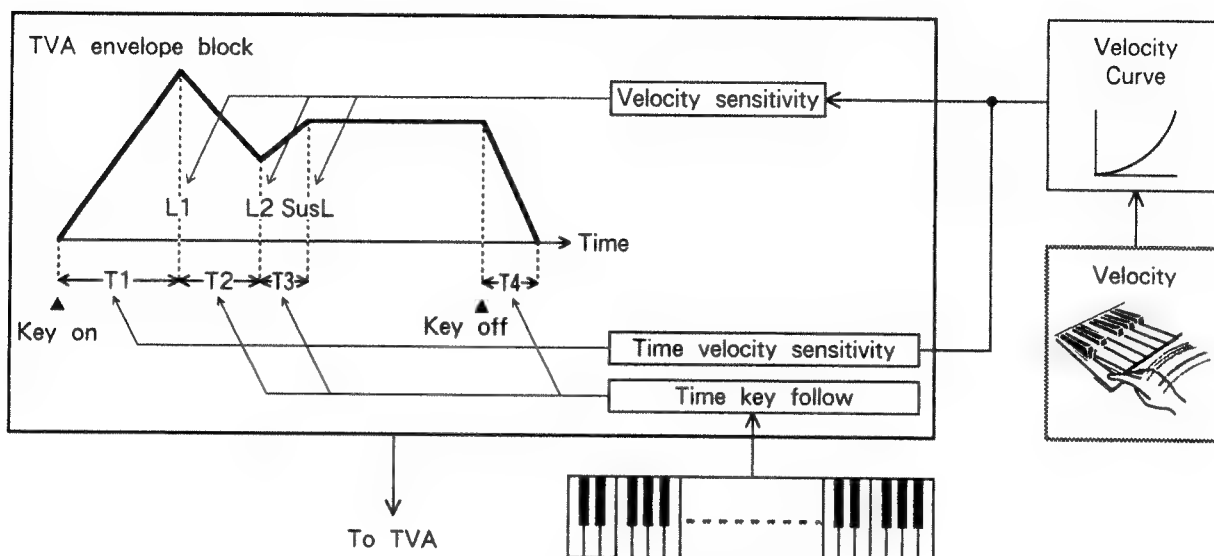 TVA envelope block
Velocity sensitivity
Velocity
Curve
L1 L2 SusL
Time
T1 T2 T3 T4
Velocity
Key on
Key off
Time velocity sensitivity
Time key follow
To TVA